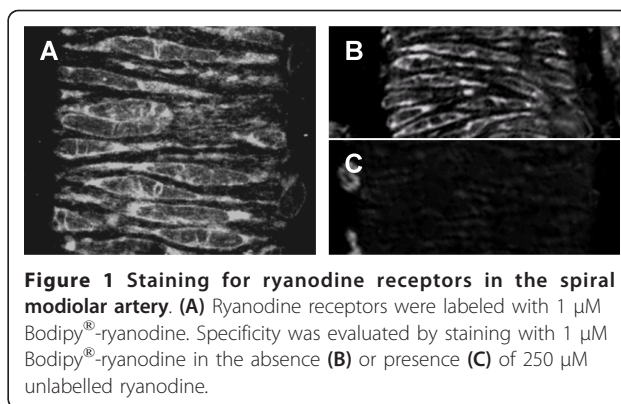 A
B
C
Figure 1 Staining for ryanodine receptors in the spiral
modiolar artery. (A) Ryanodine receptors were labeled with 1 μM
Bodipy®-ryanodine. Specificity was evaluated by staining with 1 μM
Bodipy®-ryanodine in the absence (B) or presence (C) of 250 μM
unlabelled ryanodine.